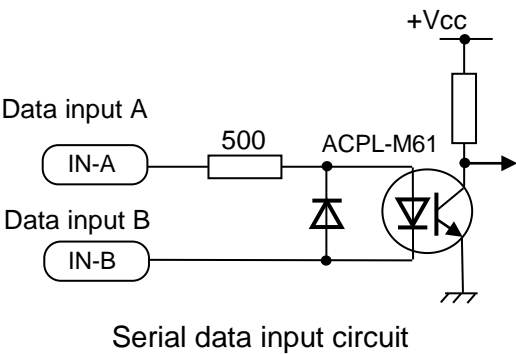 +Vcc
Data input A
500
ACPL-M61
IN-A
Data input B
IN-B
Serial data input circuit